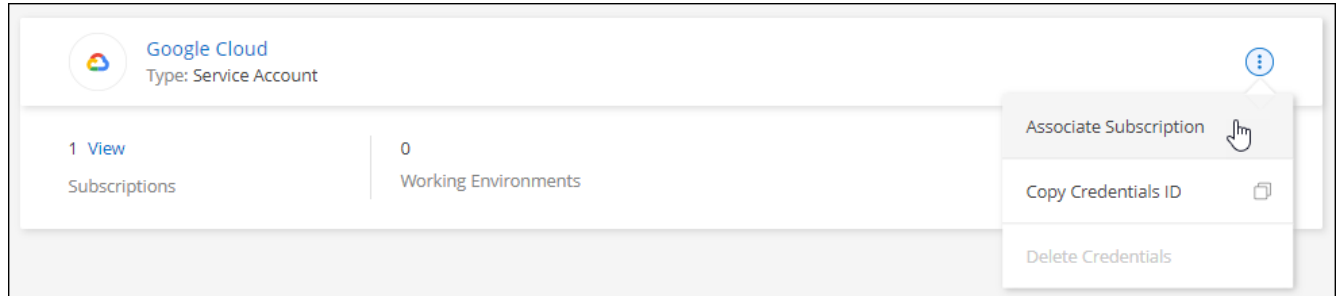 Google Cloud
Type: Service Account
1 View
Subscriptions
0
Working Environments
Associate Subscription
Copy Credentials ID
Delete Credentials